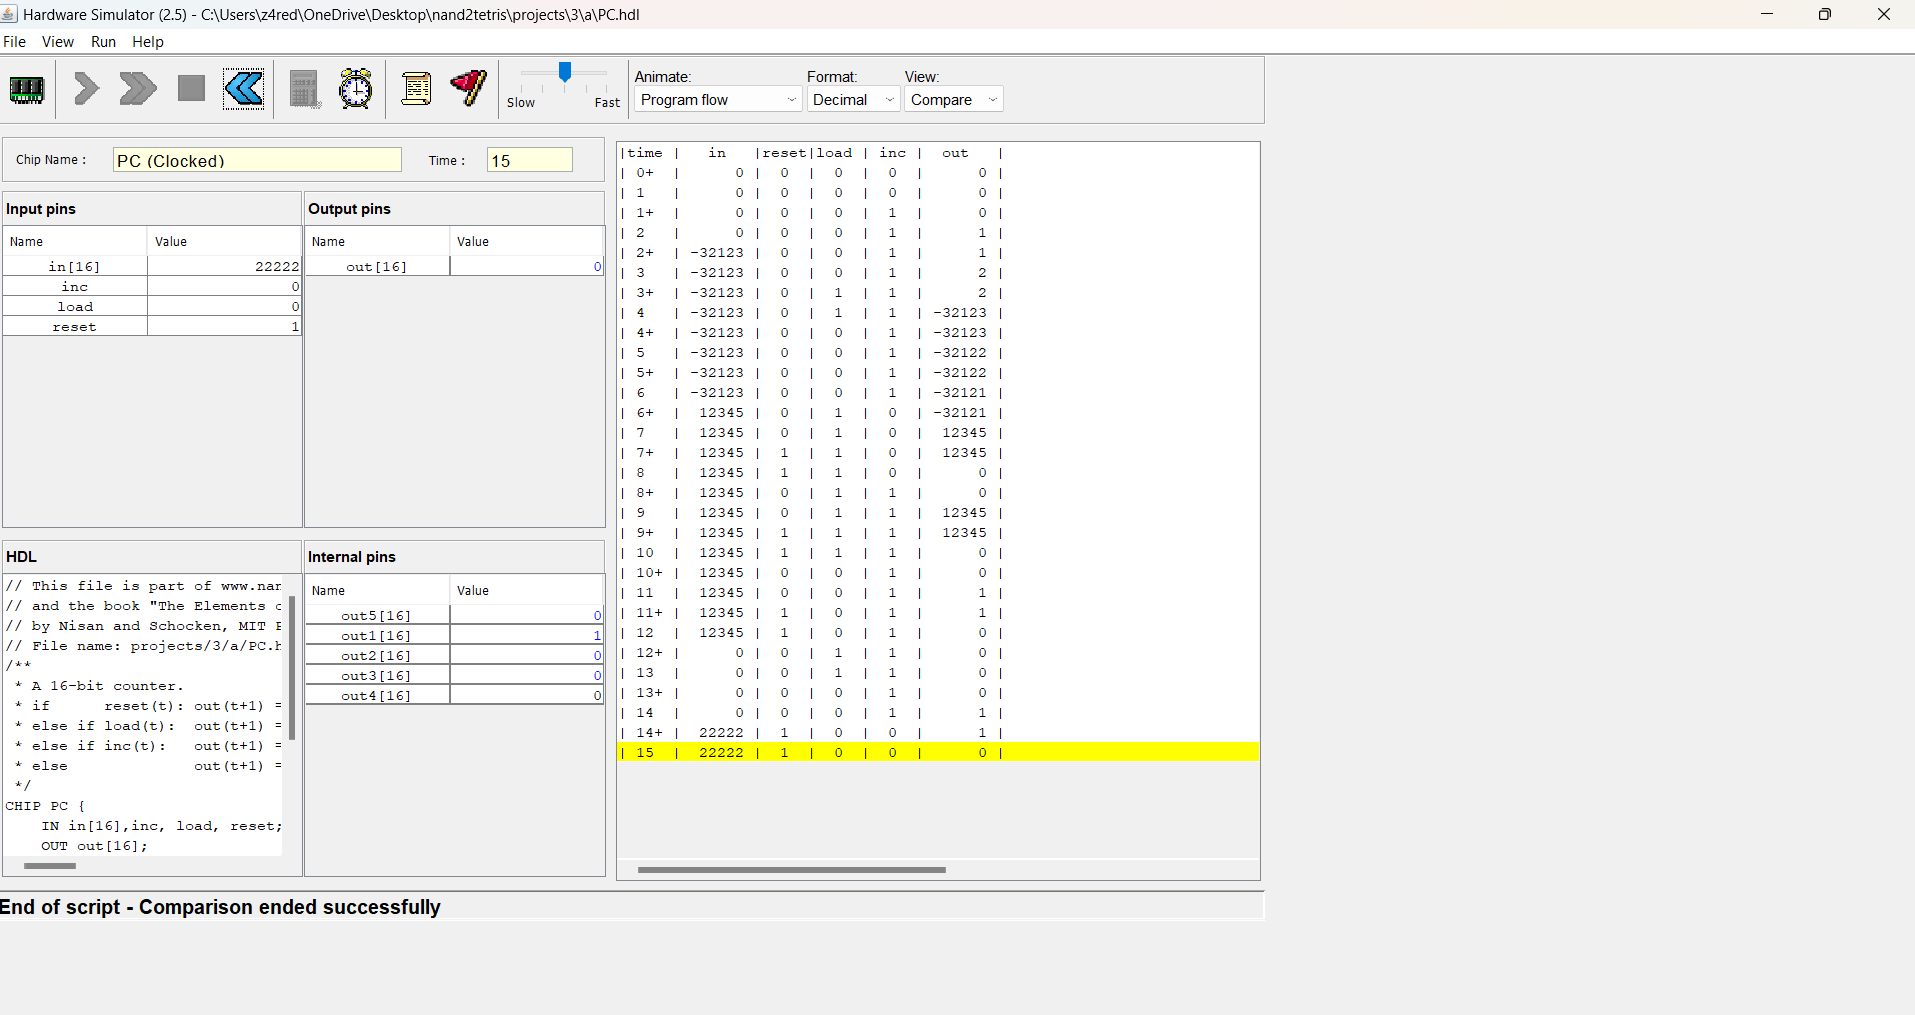 Hardware Simulator (2.5) - C:\Users\z4red\OneDrive\Desktop\nand2tetris\projects\3\a\PC.hdl
File View Run Help
Slow Fast
Animate: Format: View:
Program flow Decimal Compare
Chip Name : PC (Clocked) Time : 15
Input pins
Name Value
in[16] 22222
inc 0
load 0
reset 1
Output pins
Name Value
out[16] 0
HDL
// This file is part of www.nan
// and the book "The Elements
// by Nisan and Schocken, MIT
// File name: projects/3/a/PC.h
/**
* A 16-bit counter.
* if reset(t): out(t+1) =
* else if load(t): out(t+1) =
* else if inc(t): out(t+1) =
* else out(t+1) =
*/
CHIP PC {
IN in[16],inc, load, reset;
OUT out[16];
Internal pins
Name Value
out5[16] 0
out1[16] 1
out2[16] 0
out3[16] 0
out4[16] 0
|time | in |reset|load | inc | out |
| 0+ | 0 | 0 | 0 | 0 | 0 |
| 1 | 0 | 0 | 0 | 0 | 0 |
| 1+ | 0 | 0 | 0 | 1 | 0 |
| 2 | 0 | 0 | 0 | 1 | 1 |
| 2+ | -32123 | 0 | 0 | 1 | 1 |
| 3 | -32123 | 0 | 0 | 1 | 2 |
| 3+ | -32123 | 0 | 1 | 1 | 2 |
| 4 | -32123 | 0 | 1 | 1 | -32123 |
| 4+ | -32123 | 0 | 0 | 1 | -32123 |
| 5 | -32123 | 0 | 0 | 1 | -32122 |
| 5+ | -32123 | 0 | 0 | 1 | -32122 |
| 6 | -32123 | 0 | 0 | 1 | -32121 |
| 6+ | 12345 | 0 | 1 | 0 | -32121 |
| 7 | 12345 | 0 | 1 | 0 | 12345 |
| 7+ | 12345 | 1 | 1 | 0 | 12345 |
| 8 | 12345 | 1 | 1 | 0 | 0 |
| 8+ | 12345 | 0 | 1 | 1 | 0 |
| 9 | 12345 | 0 | 1 | 1 | 12345 |
| 9+ | 12345 | 1 | 1 | 1 | 12345 |
| 10 | 12345 | 1 | 1 | 1 | 0 |
| 10+ | 12345 | 0 | 0 | 1 | 0 |
| 11 | 12345 | 0 | 0 | 1 | 1 |
| 11+ | 12345 | 1 | 0 | 1 | 1 |
| 12 | 12345 | 1 | 0 | 1 | 0 |
| 12+ | 0 | 0 | 1 | 1 | 0 |
| 13 | 0 | 0 | 1 | 1 | 0 |
| 13+ | 0 | 0 | 0 | 1 | 0 |
| 14 | 0 | 0 | 0 | 1 | 1 |
| 14+ | 22222 | 1 | 0 | 0 | 1 |
| 15 | 22222 | 1 | 0 | 0 | 0 |
End of script - Comparison ended successfully